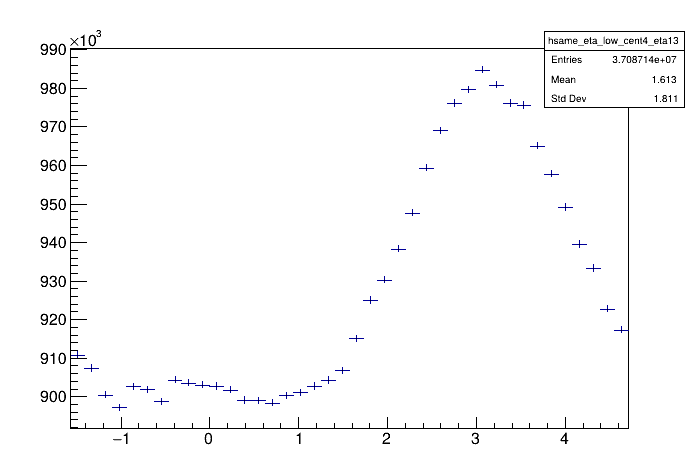 ×10³
hsame_eta_low_cent4_eta13
Entries 3.708714e+07
Mean 1.613
Std Dev 1.811
990
980
970
960
950
940
930
920
910
900
−1 0 1 2 3 4